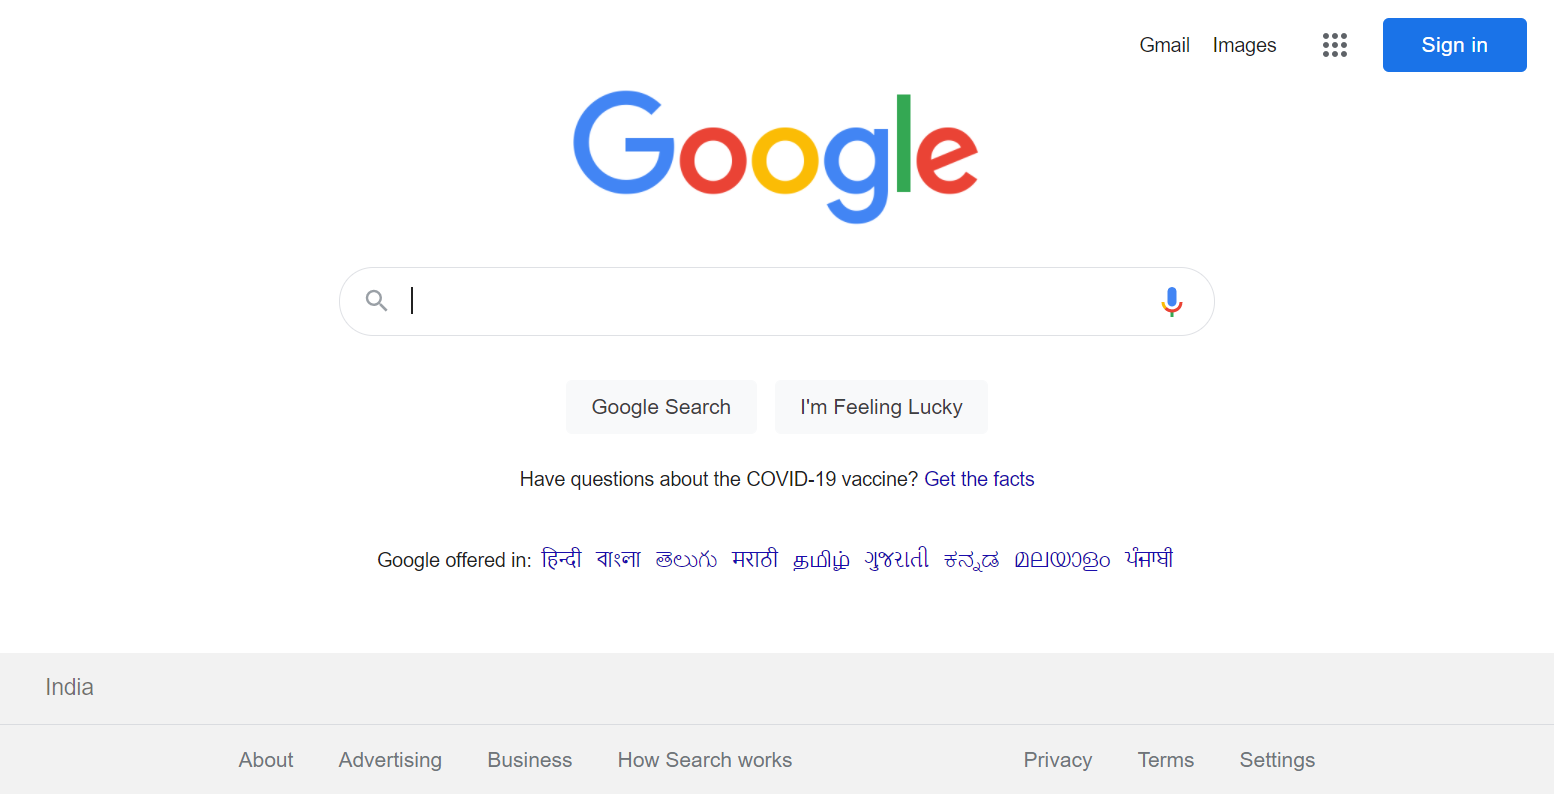 Gmail Images Sign in
Google
Google Search I'm Feeling Lucky
Have questions about the COVID-19 vaccine? Get the facts
Google offered in: हिन्दी বাংলা తెలుగు मराठी தமிழ் ગુજરાતી ಕನ್ನಡ മലയാളം ਪੰਜਾਬੀ
India
About Advertising Business How Search works Privacy Terms Settings